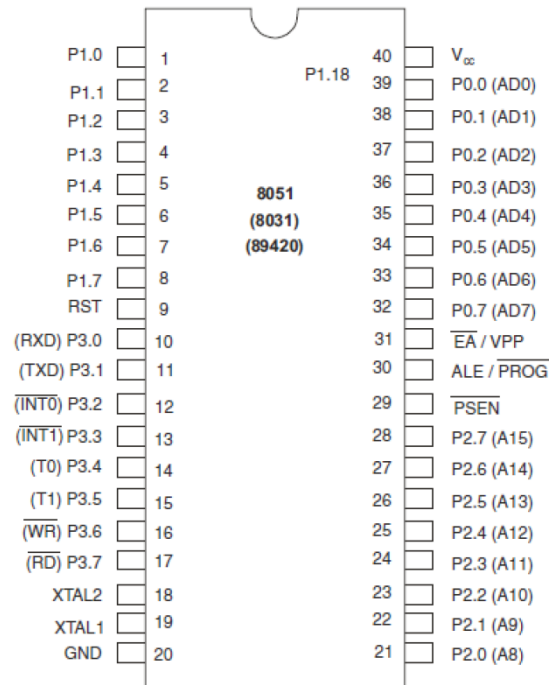 P1.0 1 40 Vcc
P1.18
P1.1 2 39 P0.0 (AD0)
P1.2 3 38 P0.1 (AD1)
P1.3 4 37 P0.2 (AD2)
P1.4 5 36 P0.3 (AD3)
8051
P1.5 6 35 P0.4 (AD4)
(8031)
P1.6 7 34 P0.5 (AD5)
(89420)
P1.7 8 33 P0.6 (AD6)
RST 9 32 P0.7 (AD7)
(RXD) P3.0 10 31 E̅A̅ / VPP
(TXD) P3.1 11 30 ALE / P̅R̅O̅G̅
(I̅N̅T̅0̅) P3.2 12 29 P̅S̅E̅N̅
(I̅N̅T̅1̅) P3.3 13 28 P2.7 (A15)
(T0) P3.4 14 27 P2.6 (A14)
(T1) P3.5 15 26 P2.5 (A13)
(W̅R̅) P3.6 16 25 P2.4 (A12)
(R̅D̅) P3.7 17 24 P2.3 (A11)
XTAL2 18 23 P2.2 (A10)
XTAL1 19 22 P2.1 (A9)
GND 20 21 P2.0 (A8)